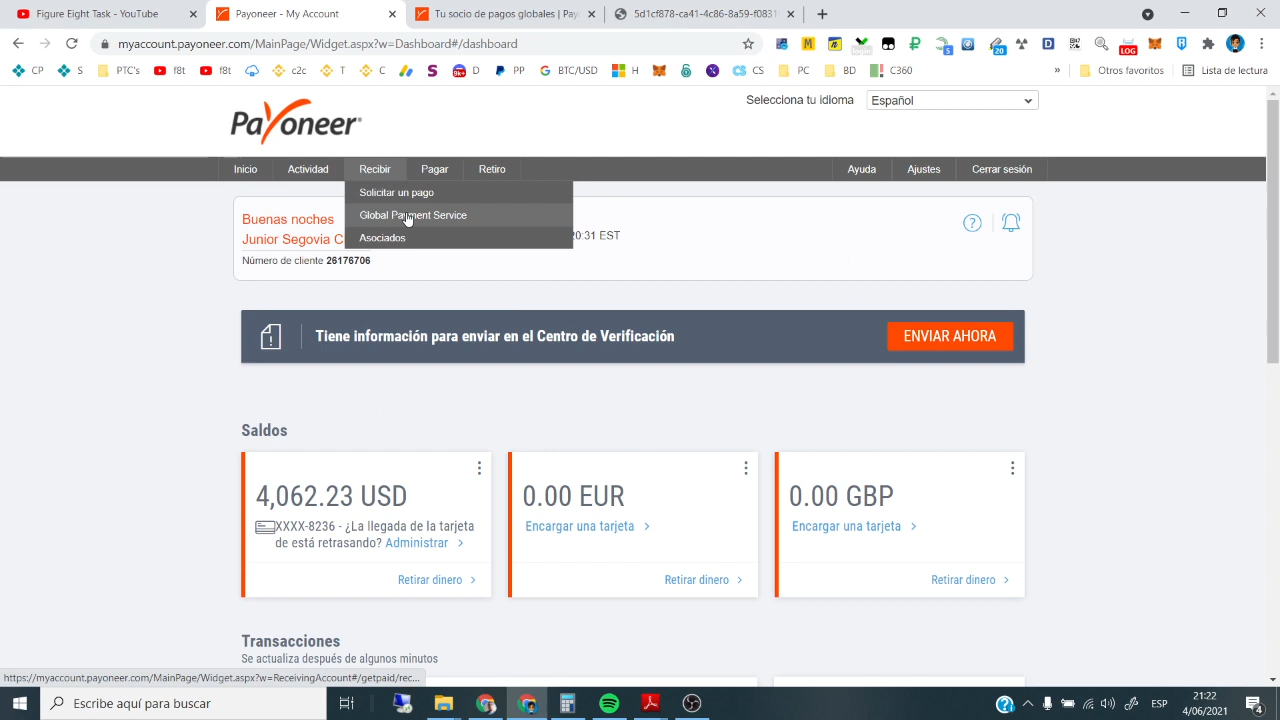 Figure Eight Task - YouTube
Payoneer - My Account
Tu socio de pagos globales | Pay
5d1cf878-ca41-4c86-8a59-f0831
myaccount.payoneer.com/MainPage/Widget.aspx?w=Dashboard#/dashboard
CP S PTC's f8t f8t c2c T C S D PP BTC/USD H CS PC BD C360 » Otros favoritos Lista de lectura
Payoneer
Selecciona tu idioma Español
Inicio Actividad Recibir Pagar Retiro Ayuda Ajustes Cerrar sesión
Solicitar un pago
Global Payment Service
Asociados
Buenas noches
Junior Segovia C
0:31 EST
Número de cliente 26176706
Tiene información para enviar en el Centro de Verificación
ENVIAR AHORA
Saldos
4,062.23 USD
XXXX-8236 - ¿La llegada de la tarjeta
de está retrasando? Administrar >
Retirar dinero >
0.00 EUR
Encargar una tarjeta >
Retirar dinero >
0.00 GBP
Encargar una tarjeta >
Retirar dinero >
Transacciones
Se actualiza después de algunos minutos
https://myaccount.payoneer.com/MainPage/Widget.aspx?w=ReceivingAccount#/getpaid/rec...
Escribe aquí para buscar
ESP
21:22
4/06/2021
4